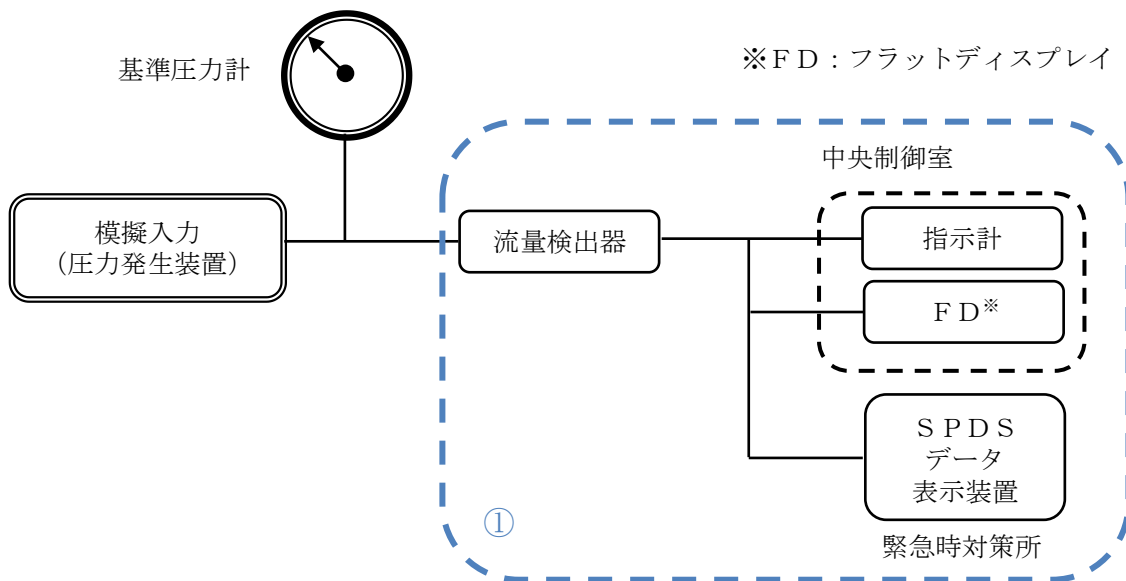 基準圧力計
※ＦＤ：フラットディスプレイ
中央制御室
模擬入力
（圧力発生装置）
流量検出器
指示計
ＦＤ※
ＳＰＤＳ
データ
表示装置
①
緊急時対策所